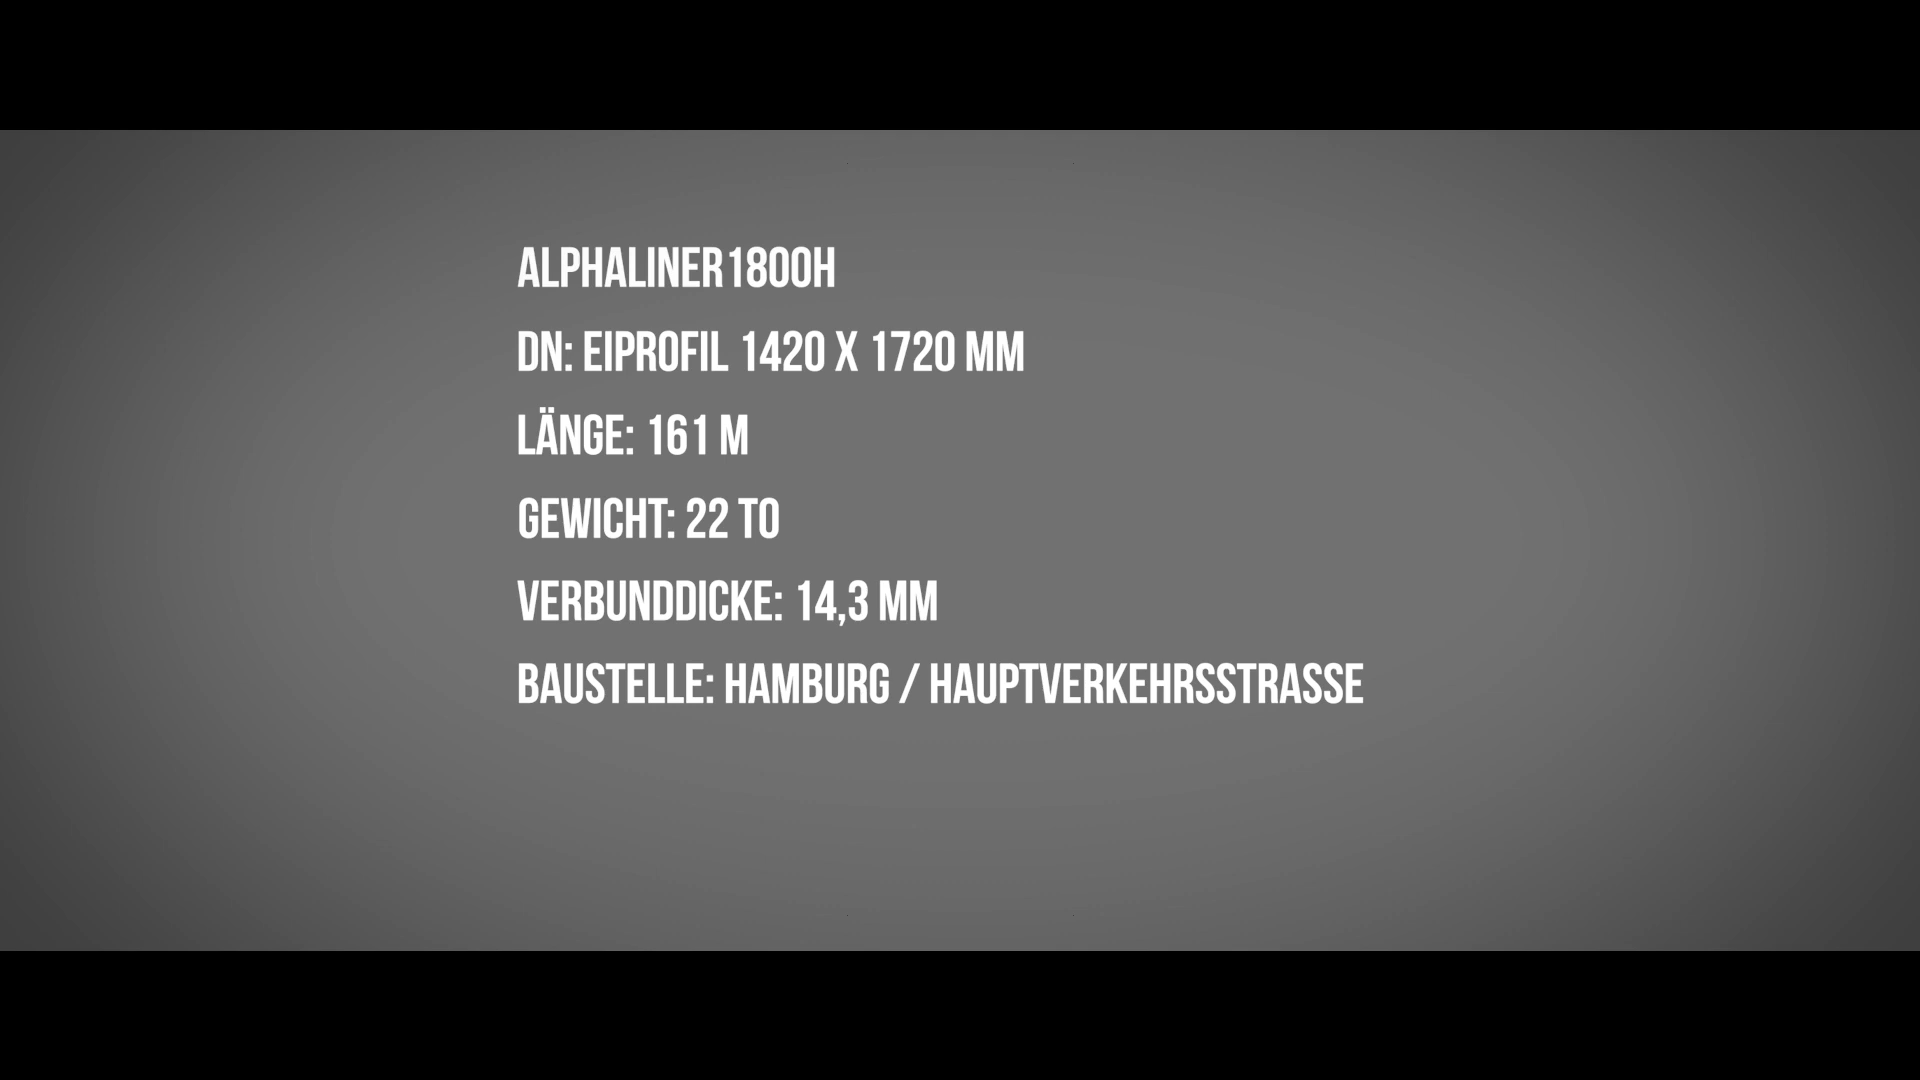 ALPHALINER1800H
DN: EIPROFIL 1420 X 1720 MM
LÄNGE: 161 M
GEWICHT: 22 TO
VERBUNDDICKE: 14,3 MM
BAUSTELLE: HAMBURG / HAUPTVERKEHRSSTRASSE